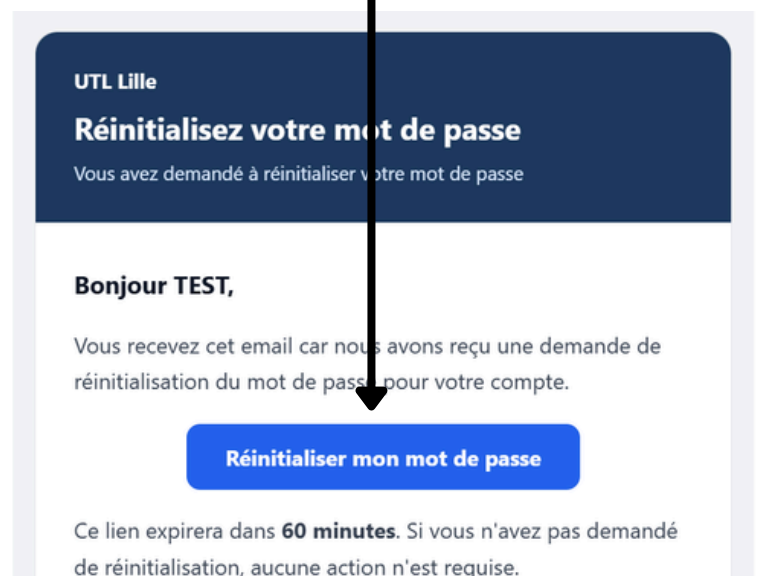 UTL Lille
Réinitialisez votre mot de passe
Vous avez demandé à réinitialiser votre mot de passe
Bonjour TEST,
Vous recevez cet email car nous avons reçu une demande de
réinitialisation du mot de passe pour votre compte.
Réinitialiser mon mot de passe
Ce lien expirera dans 60 minutes. Si vous n'avez pas demandé
de réinitialisation, aucune action n'est requise.